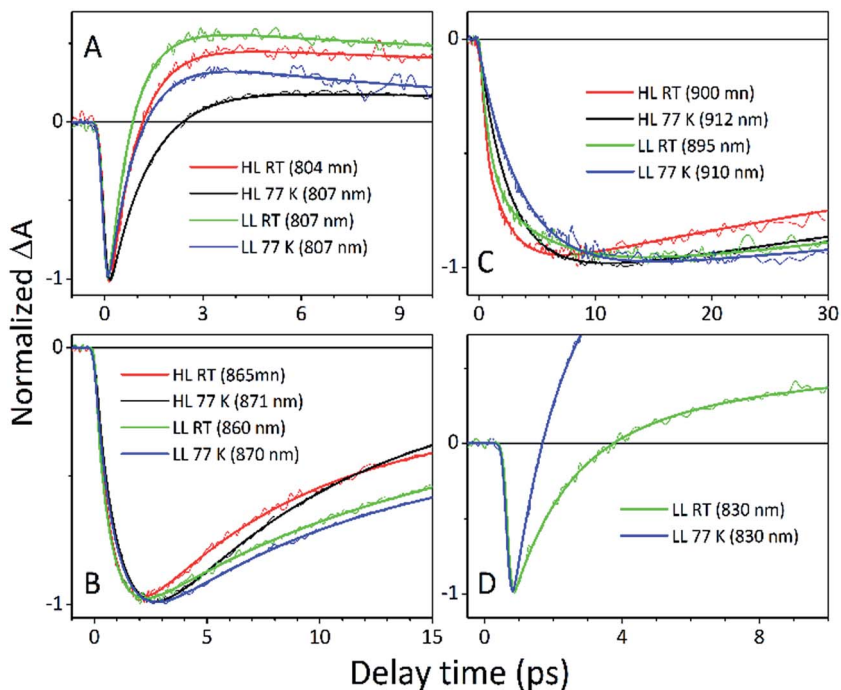 Normalized ΔA
A
0
-1
HL RT (804 mn)
HL 77 K (807 nm)
LL RT (807 nm)
LL 77 K (807 nm)
0 3 6 9
C
0
-1
HL RT (900 mn)
HL 77 K (912 nm)
LL RT (895 nm)
LL 77 K (910 nm)
0 10 20 30
B
0
-1
HL RT (865mn)
HL 77 K (871 nm)
LL RT (860 nm)
LL 77 K (870 nm)
0 5 10 15
D
0
-1
LL RT (830 nm)
LL 77 K (830 nm)
0 4 8
Delay time (ps)